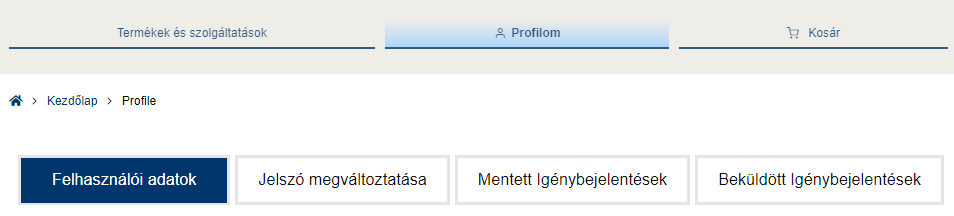 Termékek és szolgáltatások Profilom Kosár
Kezdőlap Profile
Felhasználói adatok Jelszó megváltoztatása Mentett Igénybejelentések Beküldött Igénybejelentések